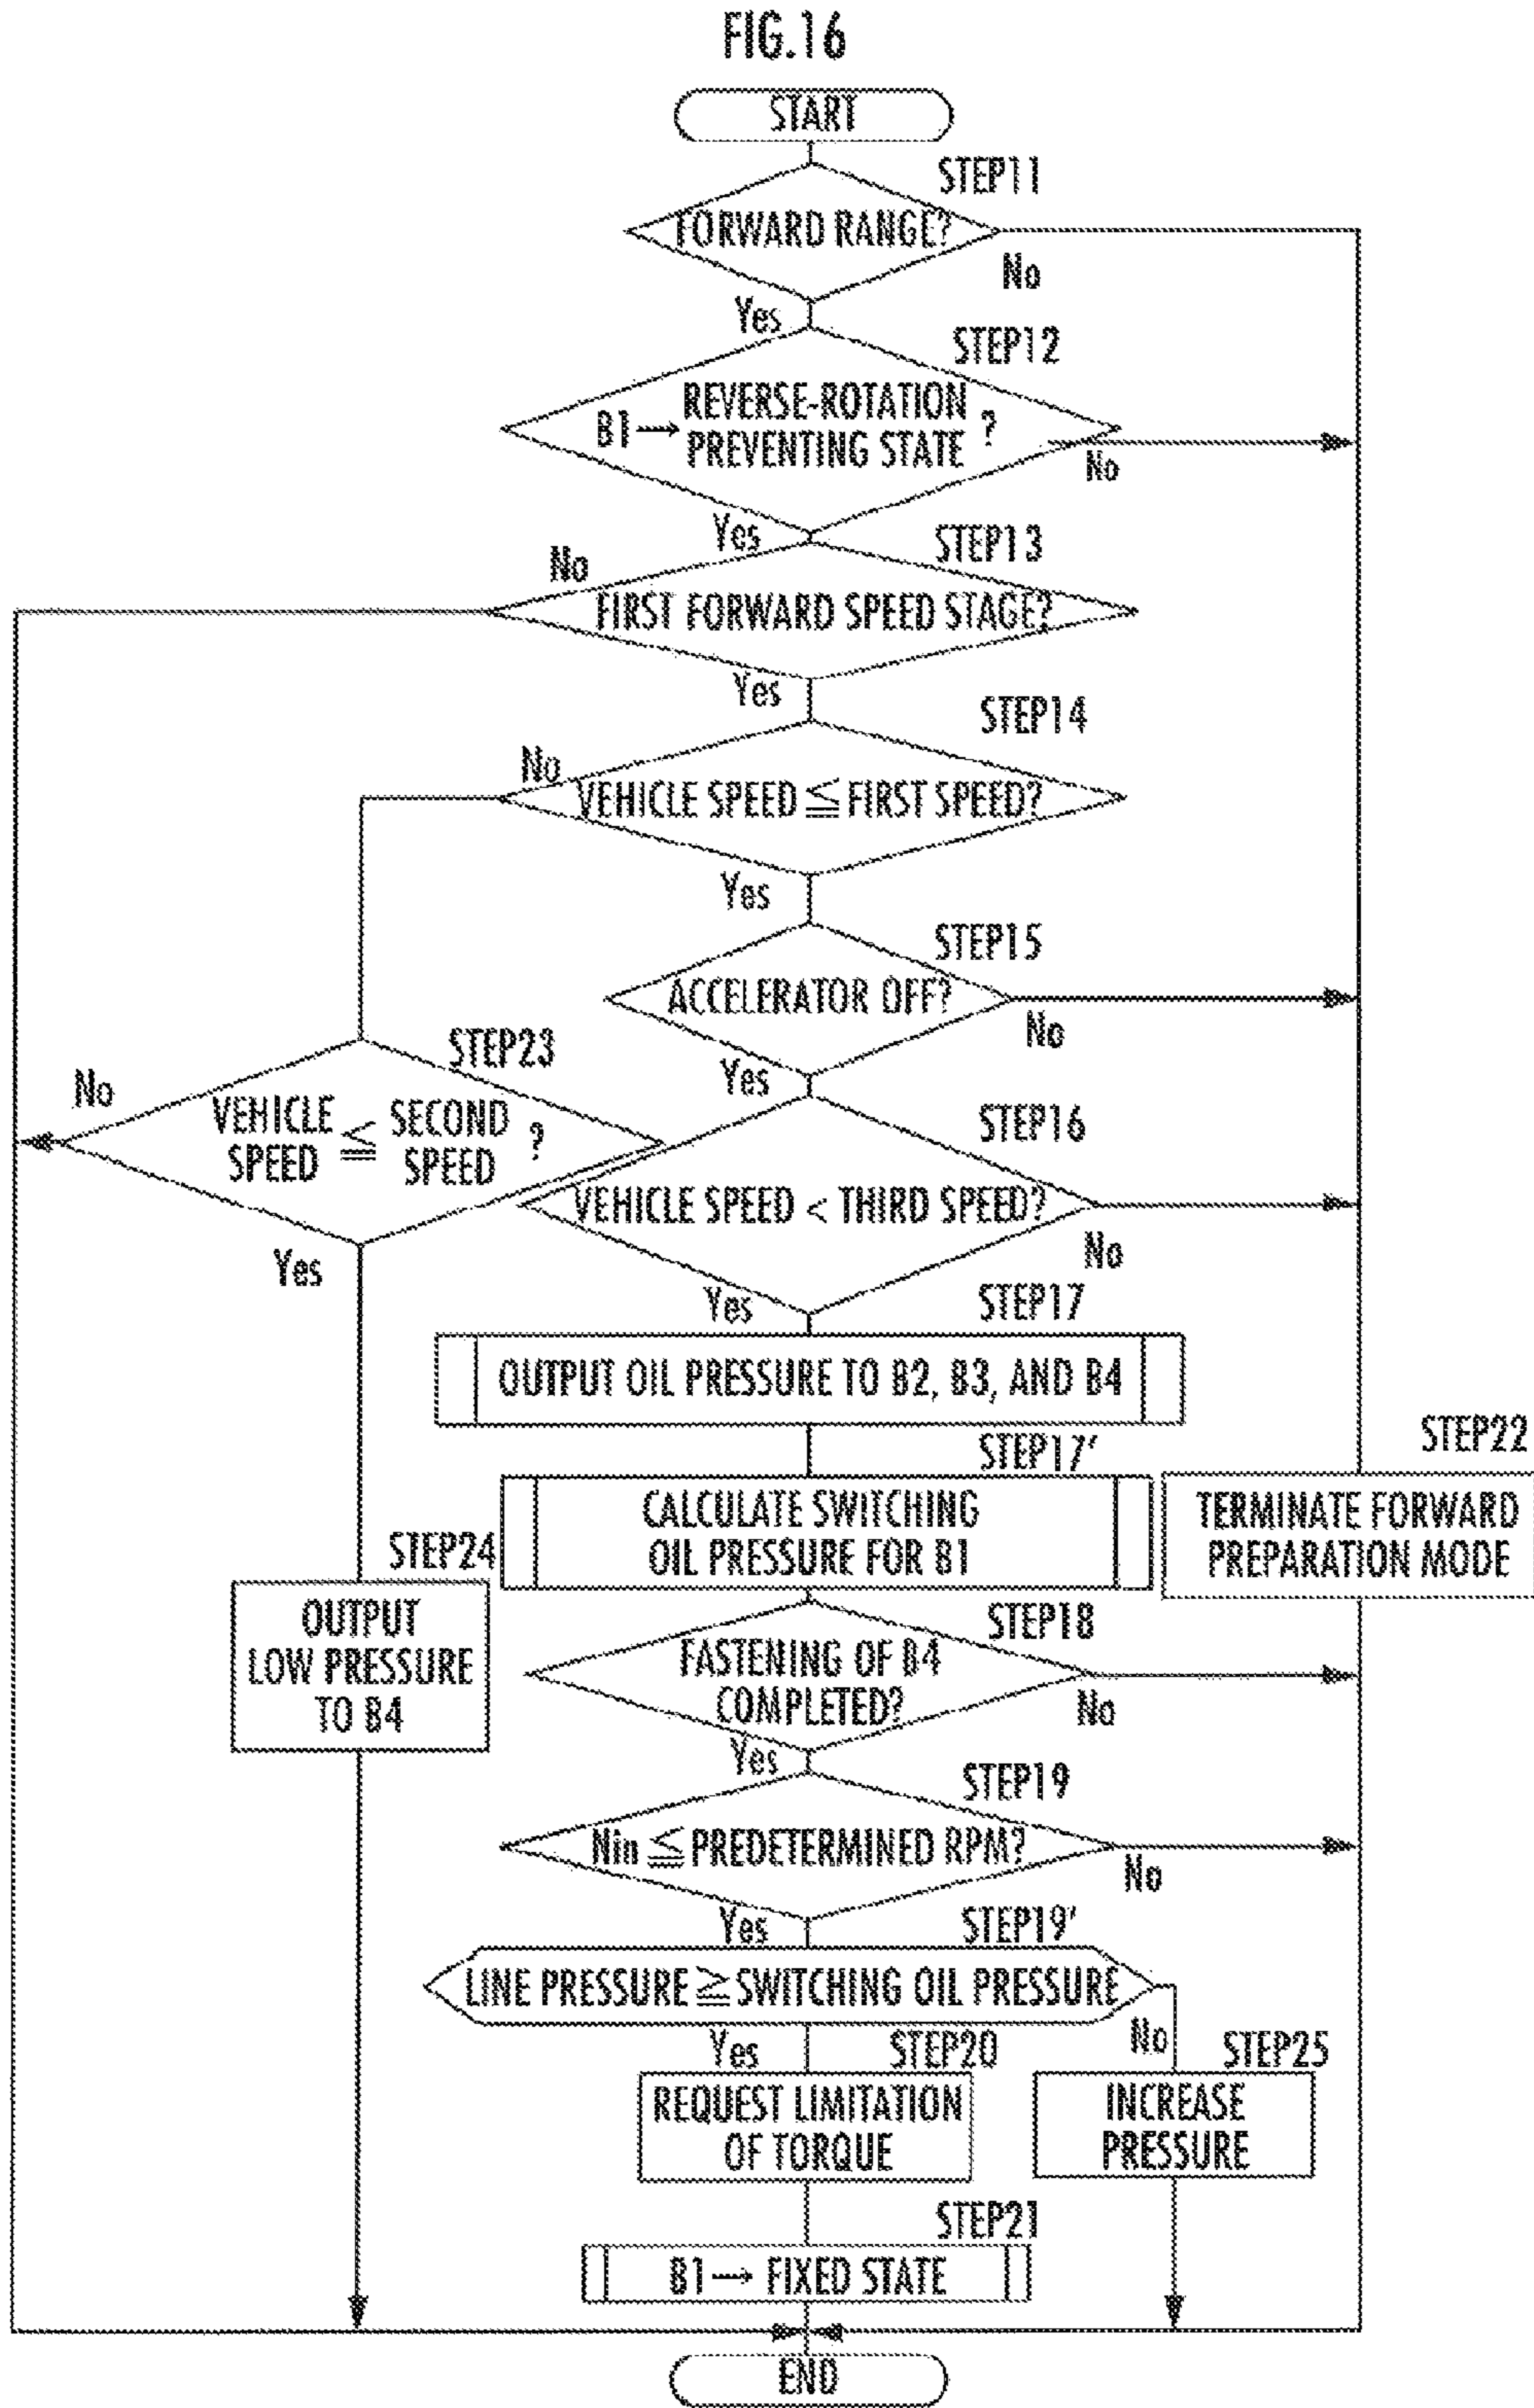 FIG.16
START
STEP11
FORWARD RANGE?
No
Yes
STEP12
B1→ REVERSE-ROTATION
PREVENTING STATE ?
No
Yes
STEP13
No
FIRST FORWARD SPEED STAGE?
Yes
STEP14
No
VEHICLE SPEED ≦ FIRST SPEED?
Yes
STEP15
ACCELERATOR OFF?
No
Yes
STEP23
No
VEHICLE
SPEED ≦ SECOND
SPEED ?
Yes
STEP16
VEHICLE SPEED < THIRD SPEED?
No
Yes
STEP17
OUTPUT OIL PRESSURE TO B2, B3, AND B4
STEP17'
CALCULATE SWITCHING
OIL PRESSURE FOR B1
STEP22
TERMINATE FORWARD
PREPARATION MODE
STEP24
OUTPUT
LOW PRESSURE
TO B4
STEP18
FASTENING OF B4
COMPLETED?
No
Yes
STEP19
Nin ≦ PREDETERMINED RPM?
No
Yes
STEP19'
LINE PRESSURE ≧ SWITCHING OIL PRESSURE
Yes
No
STEP20
REQUEST LIMITATION
OF TORQUE
STEP25
INCREASE
PRESSURE
STEP21
B1→ FIXED STATE
END